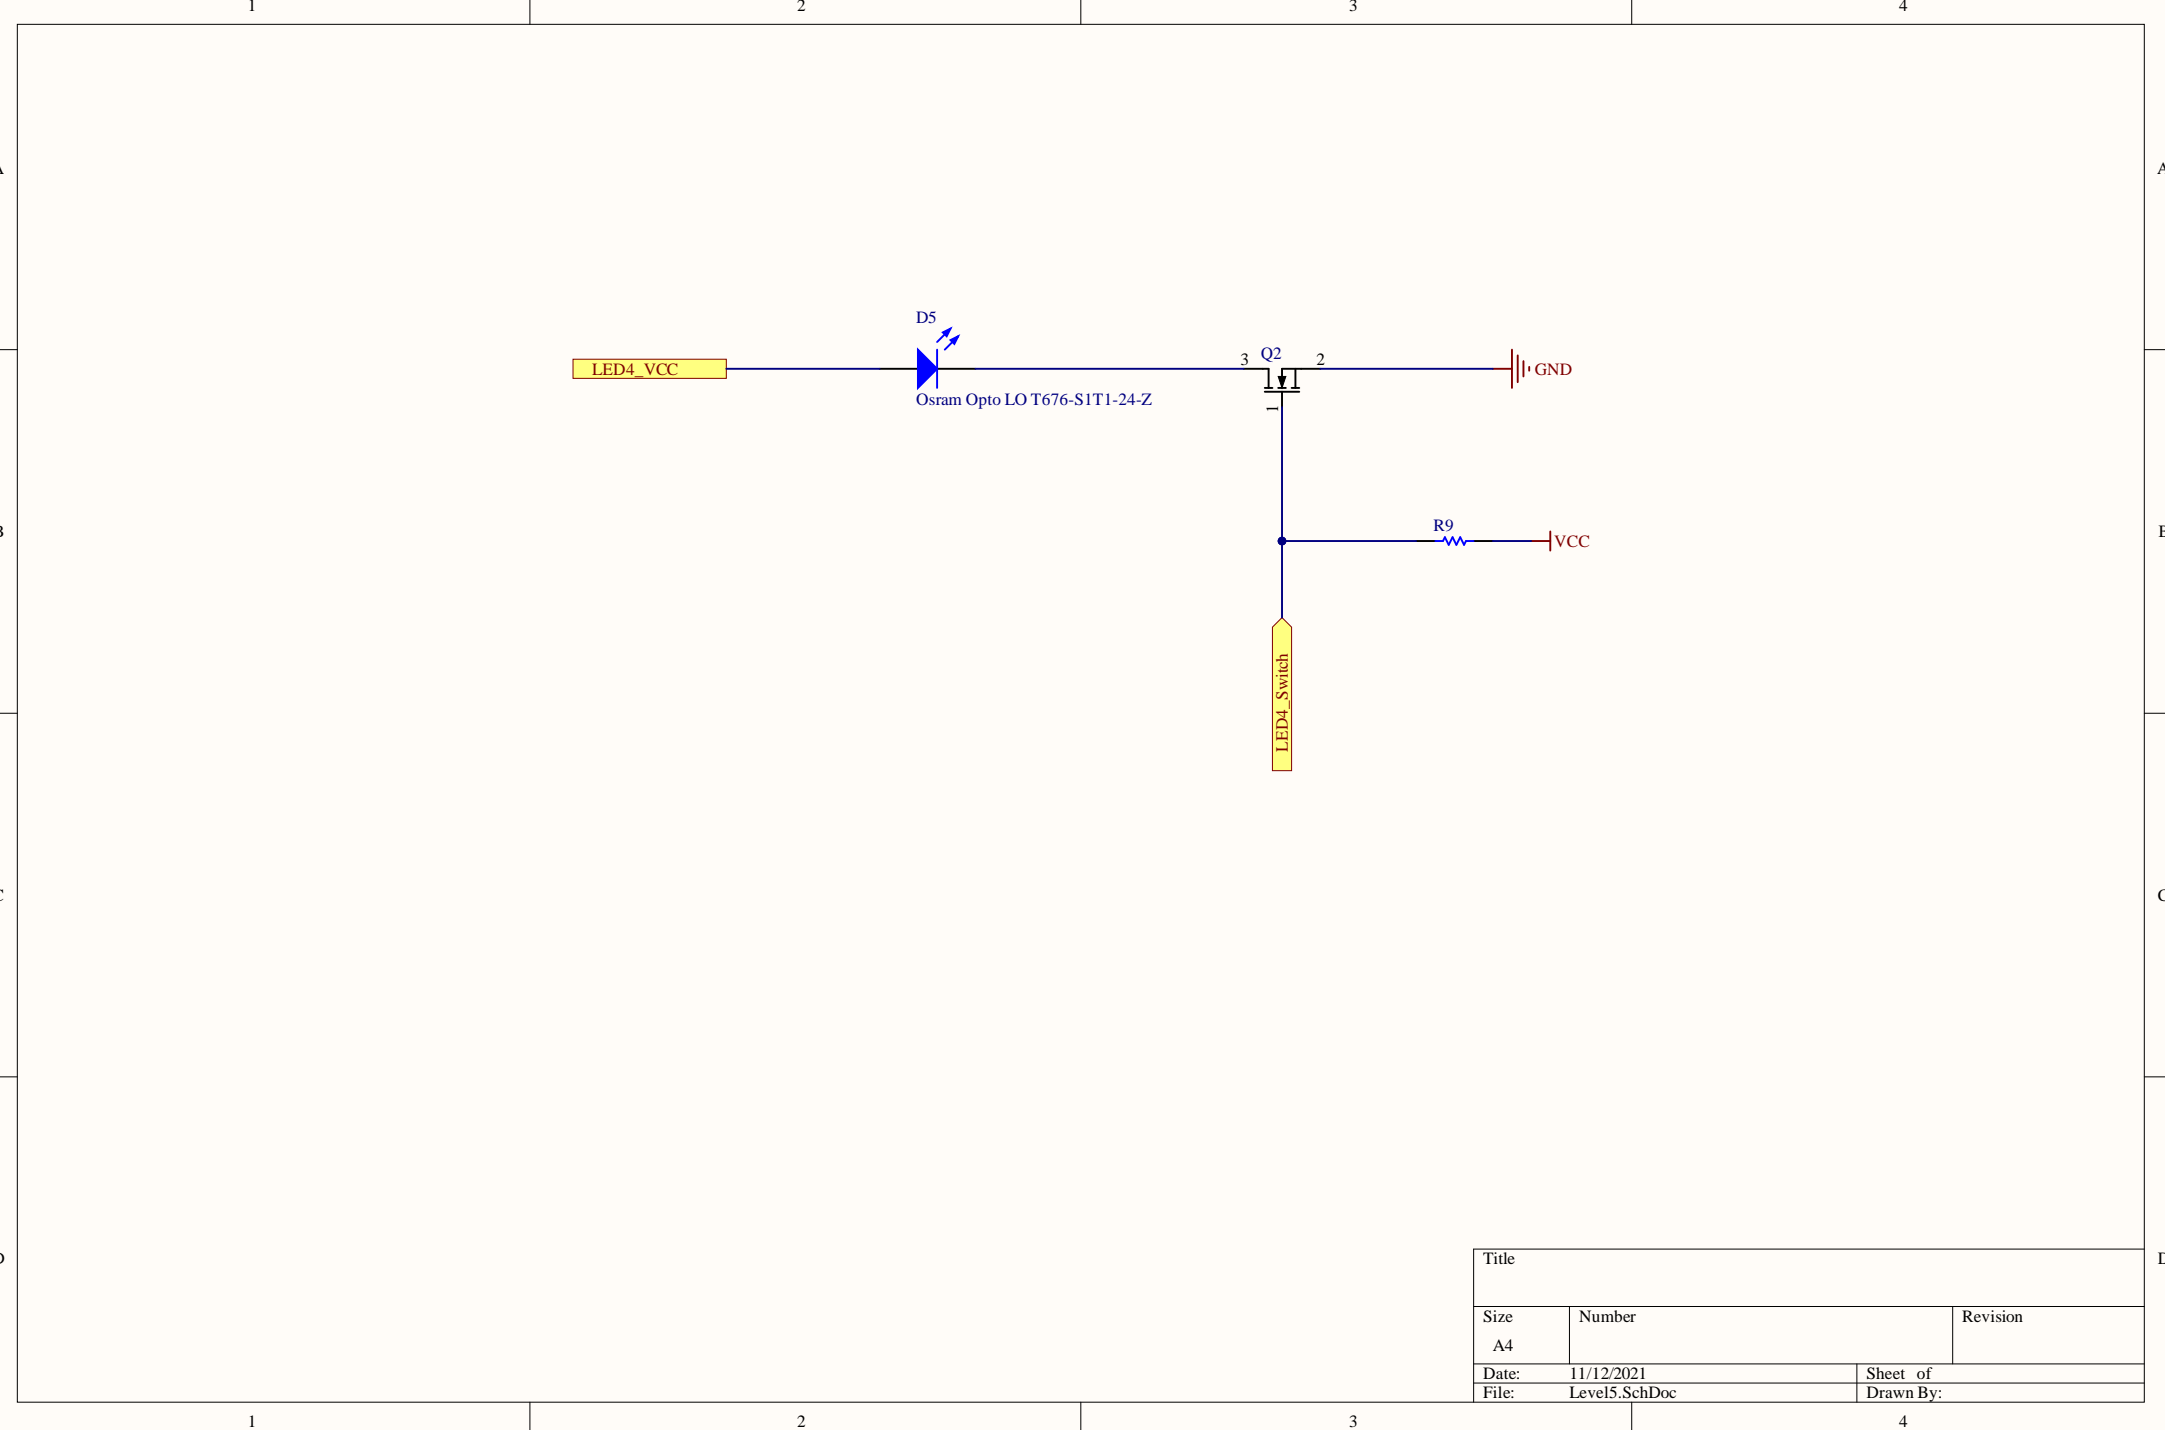 1 2 3 4
A A
D5
LED4_VCC 3 Q2 2 GND
Osram Opto LO T676-S1T1-24-Z
1
R9
B
VCC
LED4_Switch
C C
Title
D D
Size Number Revision
A4
Date: 11/12/2021 Sheet of
File: Level5.SchDoc Drawn By:
1 2 3 4